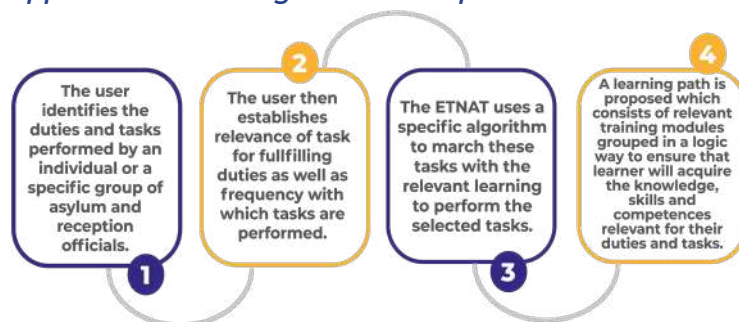 The user
identifies the
duties and tasks
performed by an
individual or a
specific group of
asylum and
reception
officials.
1
2
The user then
establishes
relevance of task
for fullfilling
duties as well as
frequency with
which tasks are
performed.
The ETNAT uses a
specific algorithm
to march these
tasks with the
relevant learning
to perform the
selected tasks.
3
4
A learning path is
proposed which
consists of relevant
training modules
grouped in a logic
way to ensure that
learner will acquire
the knowledge,
skills and
competences
relevant for their
duties and tasks.